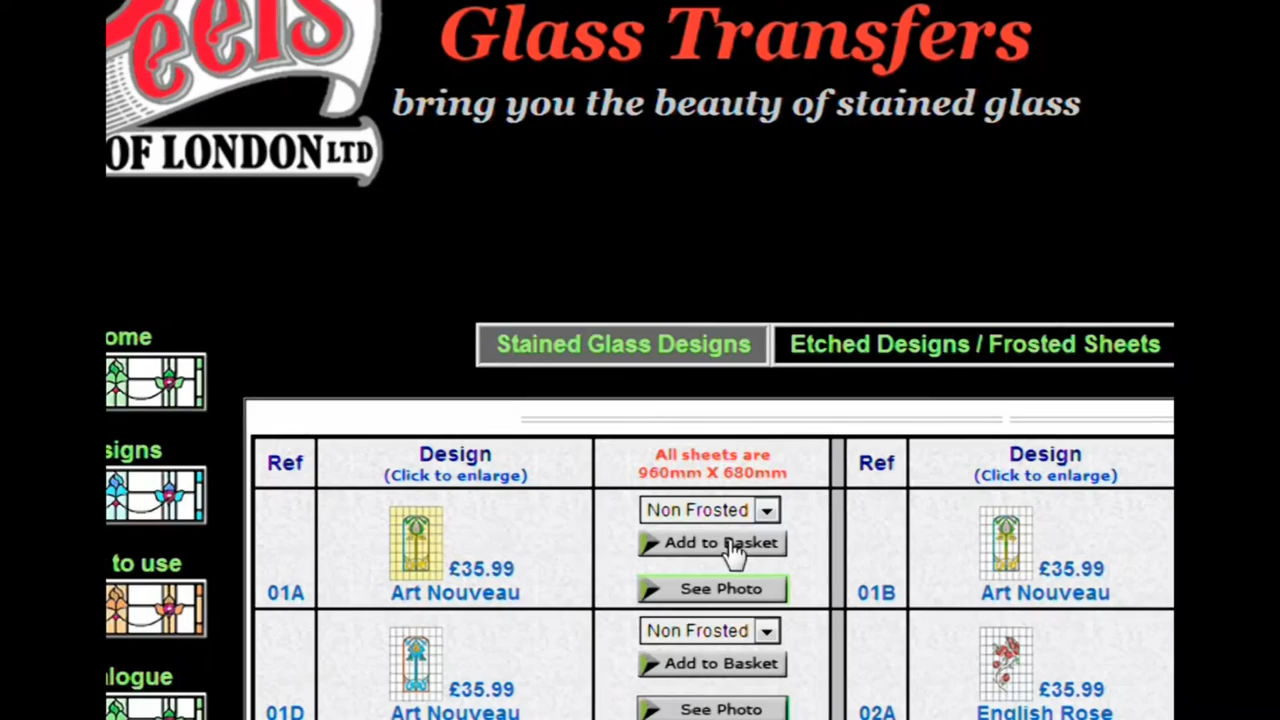 Glass Transfers
bring you the beauty of stained glass
OF LONDON LTD
Stained Glass Designs
Etched Designs / Frosted Sheets
to use
Ref
Design
(Click to enlarge)
All sheets are
960mm X 680mm
Ref
Design
(Click to enlarge)
01A
£35.99
Art Nouveau
Non Frosted
Add to Basket
See Photo
01B
£35.99
Art Nouveau
01D
£35.99
Art Nouveau
Non Frosted
Add to Basket
See Photo
02A
£35.99
English Rose